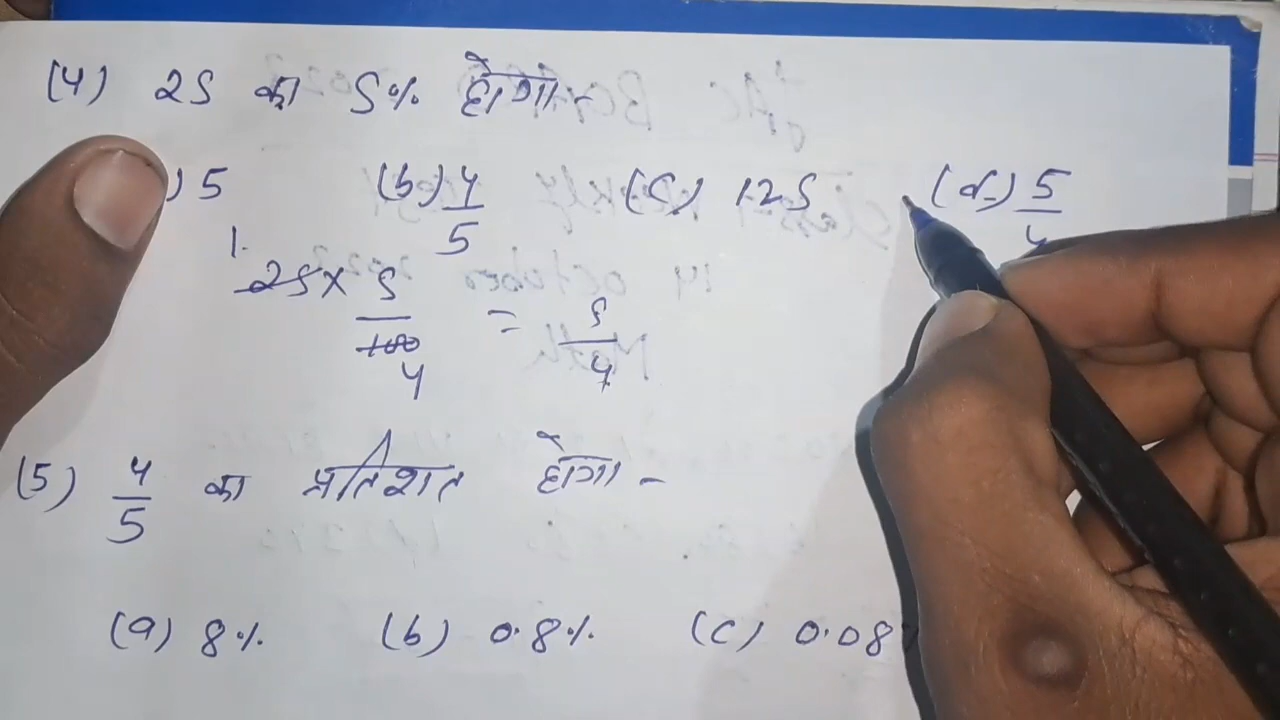 (4) 25 का 5% होगा-
) 5 (b) 4/5 (c) 125 (d) 5/4
1
25 × 5/100 = 5/4
4
(5) 4/5 का प्रतिशत होगा -
(a) 8% (b) 0.8% (c) 0.08